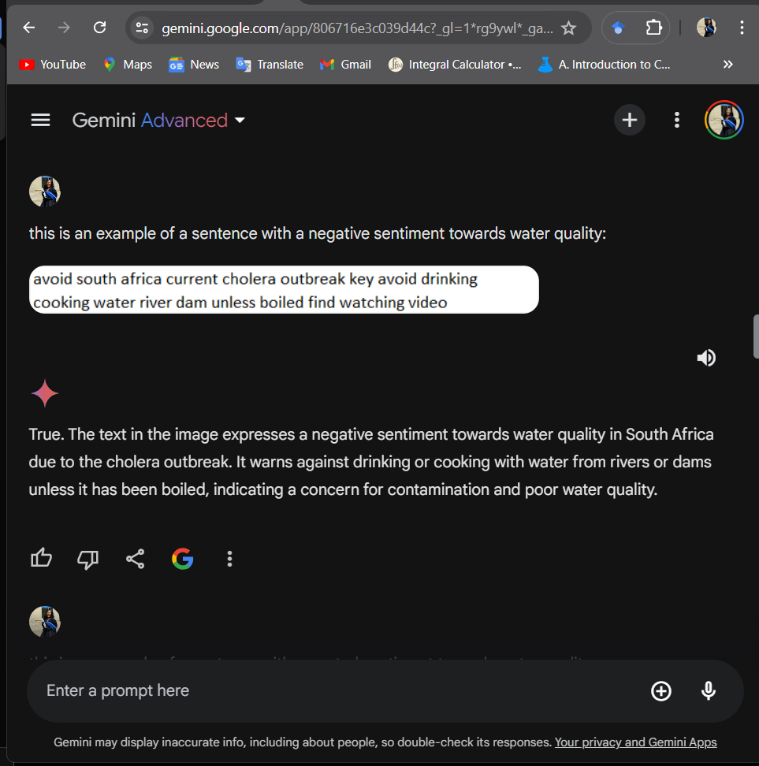 gemini.google.com/app/806716e3c039d44c?_gl=1*rg9ywl*_ga...
YouTube Maps News Translate Gmail Integral Calculator •... A. Introduction to C... »
Gemini Advanced
this is an example of a sentence with a negative sentiment towards water quality:
avoid south africa current cholera outbreak key avoid drinking
cooking water river dam unless boiled find watching video
True. The text in the image expresses a negative sentiment towards water quality in South Africa
due to the cholera outbreak. It warns against drinking or cooking with water from rivers or dams
unless it has been boiled, indicating a concern for contamination and poor water quality.
Enter a prompt here
Gemini may display inaccurate info, including about people, so double-check its responses. Your privacy and Gemini Apps